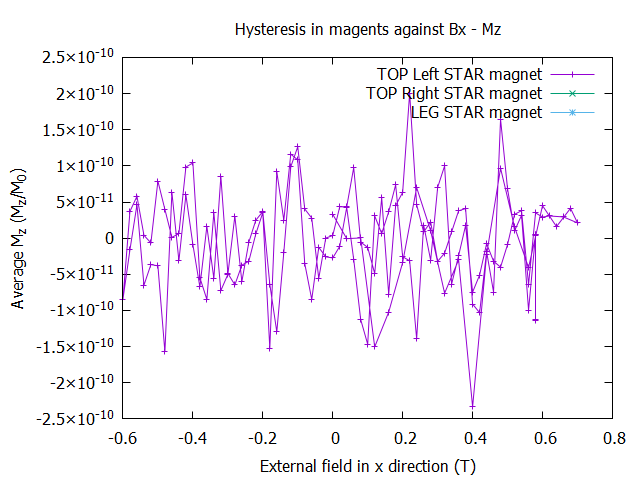 Hysteresis in magents against Bx - Mz
2.5×10⁻¹⁰
2×10⁻¹⁰
1.5×10⁻¹⁰
1×10⁻¹⁰
5×10⁻¹¹
0
-5×10⁻¹¹
-1×10⁻¹⁰
-1.5×10⁻¹⁰
-2×10⁻¹⁰
-2.5×10⁻¹⁰
Average M_z (M_z/M_0)
TOP Left STAR magnet
TOP Right STAR magnet
LEG STAR magnet
-0.6 -0.4 -0.2 0 0.2 0.4 0.6 0.8
External field in x direction (T)